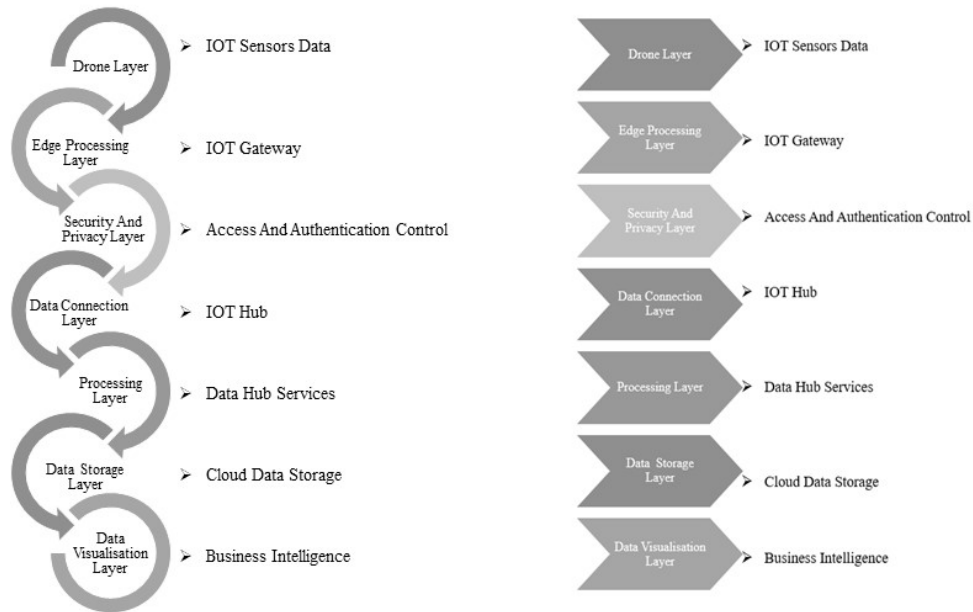 Drone Layer
IOT Sensors Data
Edge Processing
Layer
IOT Gateway
Security And
Privacy Layer
Access And Authentication Control
Data Connection
Layer
IOT Hub
Processing
Layer
Data Hub Services
Data Storage
Layer
Cloud Data Storage
Data
Visualisation
Layer
Business Intelligence
Drone Layer
IOT Sensors Data
Edge Processing
Layer
IOT Gateway
Security And
Privacy Layer
Access And Authentication Control
Data Connection
Layer
IOT Hub
Processing Layer
Data Hub Services
Data Storage
Layer
Cloud Data Storage
Data Visualisation
Layer
Business Intelligence